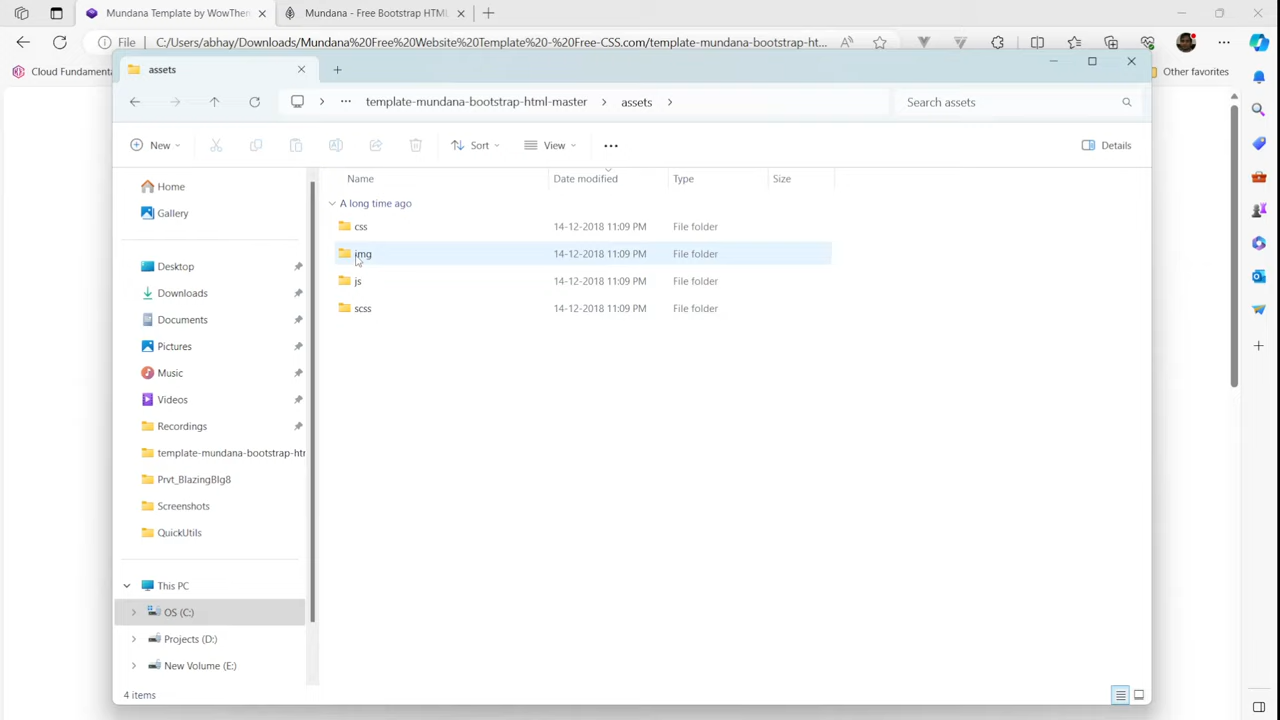 Mundana Template by WowThem
Mundana - Free Bootstrap HTML
File C:/Users/abhay/Downloads/Mundana%20Free%20Website%20Template%20-%20Free-CSS.com/template-mundana-bootstrap-ht...
Cloud Fundamenta
Other favorites
assets
template-mundana-bootstrap-html-master > assets >
Search assets
New
Sort
View
Details
Name Date modified Type Size
A long time ago
css 14-12-2018 11:09 PM File folder
img 14-12-2018 11:09 PM File folder
js 14-12-2018 11:09 PM File folder
scss 14-12-2018 11:09 PM File folder
Home
Gallery
Desktop
Downloads
Documents
Pictures
Music
Videos
Recordings
template-mundana-bootstrap-htr
Prvt_BlazingBlg8
Screenshots
QuickUtils
This PC
OS (C:)
Projects (D:)
New Volume (E:)
4 items